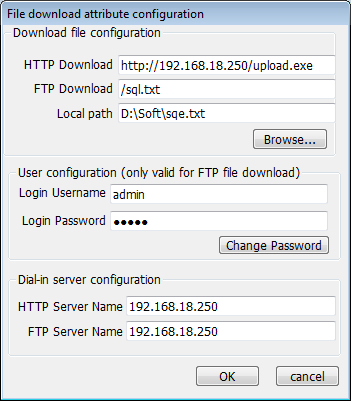 File download attribute configuration
Download file configuration
HTTP Download http://192.168.18.250/upload.exe
FTP Download /sql.txt
Local path D:\Soft\sqe.txt
Browse...
User configuration (only valid for FTP file download)
Login Username admin
Login Password •••••
Change Password
Dial-in server configuration
HTTP Server Name 192.168.18.250
FTP Server Name 192.168.18.250
OK cancel